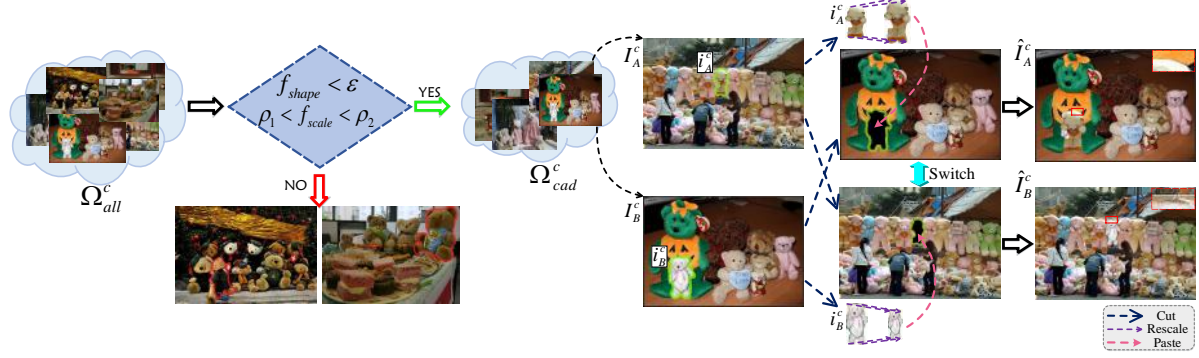 Ω^c_all
f_shape < ε
ρ_1 < f_scale < ρ_2
YES
NO
Ω^c_cad
I^c_A
i^c_A
I^c_B
i^c_B
i^c_A
Switch
i^c_B
Î^c_A
Î^c_B
Cut
Rescale
Paste